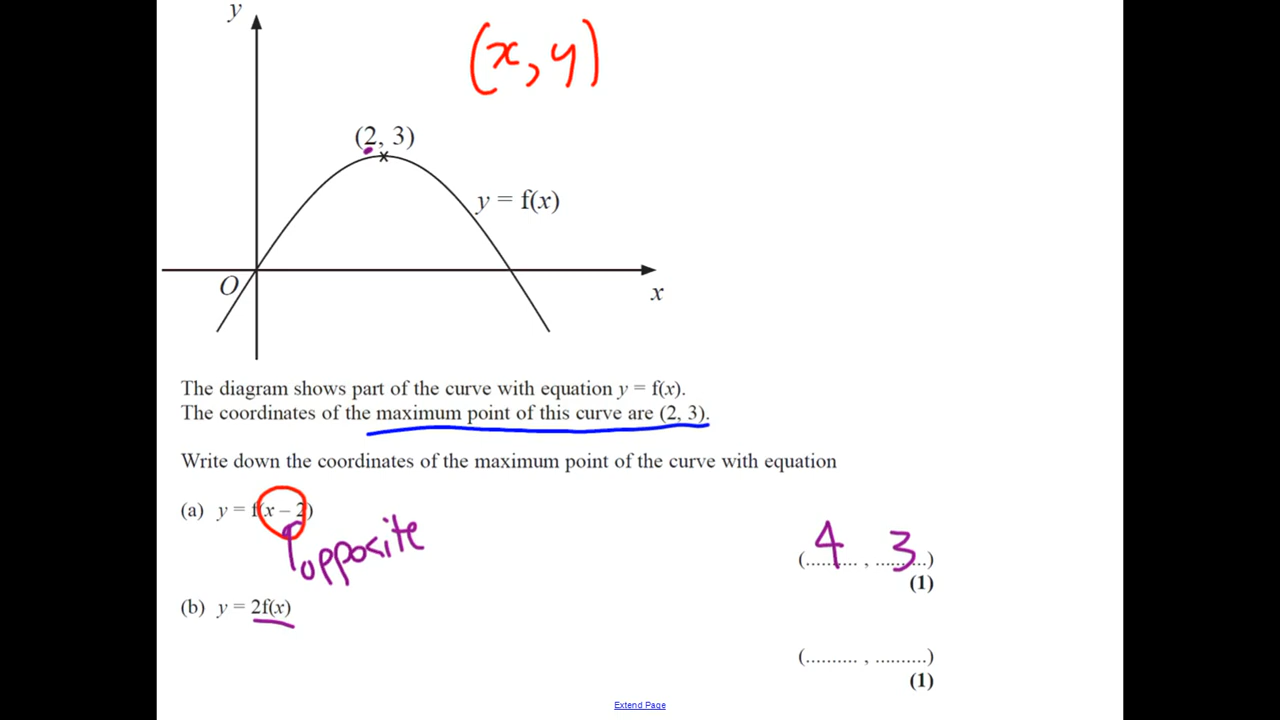 y
(x, y)
(2, 3)
y = f(x)
O
x
The diagram shows part of the curve with equation y = f(x).
The coordinates of the maximum point of this curve are (2, 3).
Write down the coordinates of the maximum point of the curve with equation
(a) y = f(x – 2)
opposite
(....4...... , ....3......)
(1)
(b) y = 2f(x)
(.......... , ..........)
(1)
Extend Page